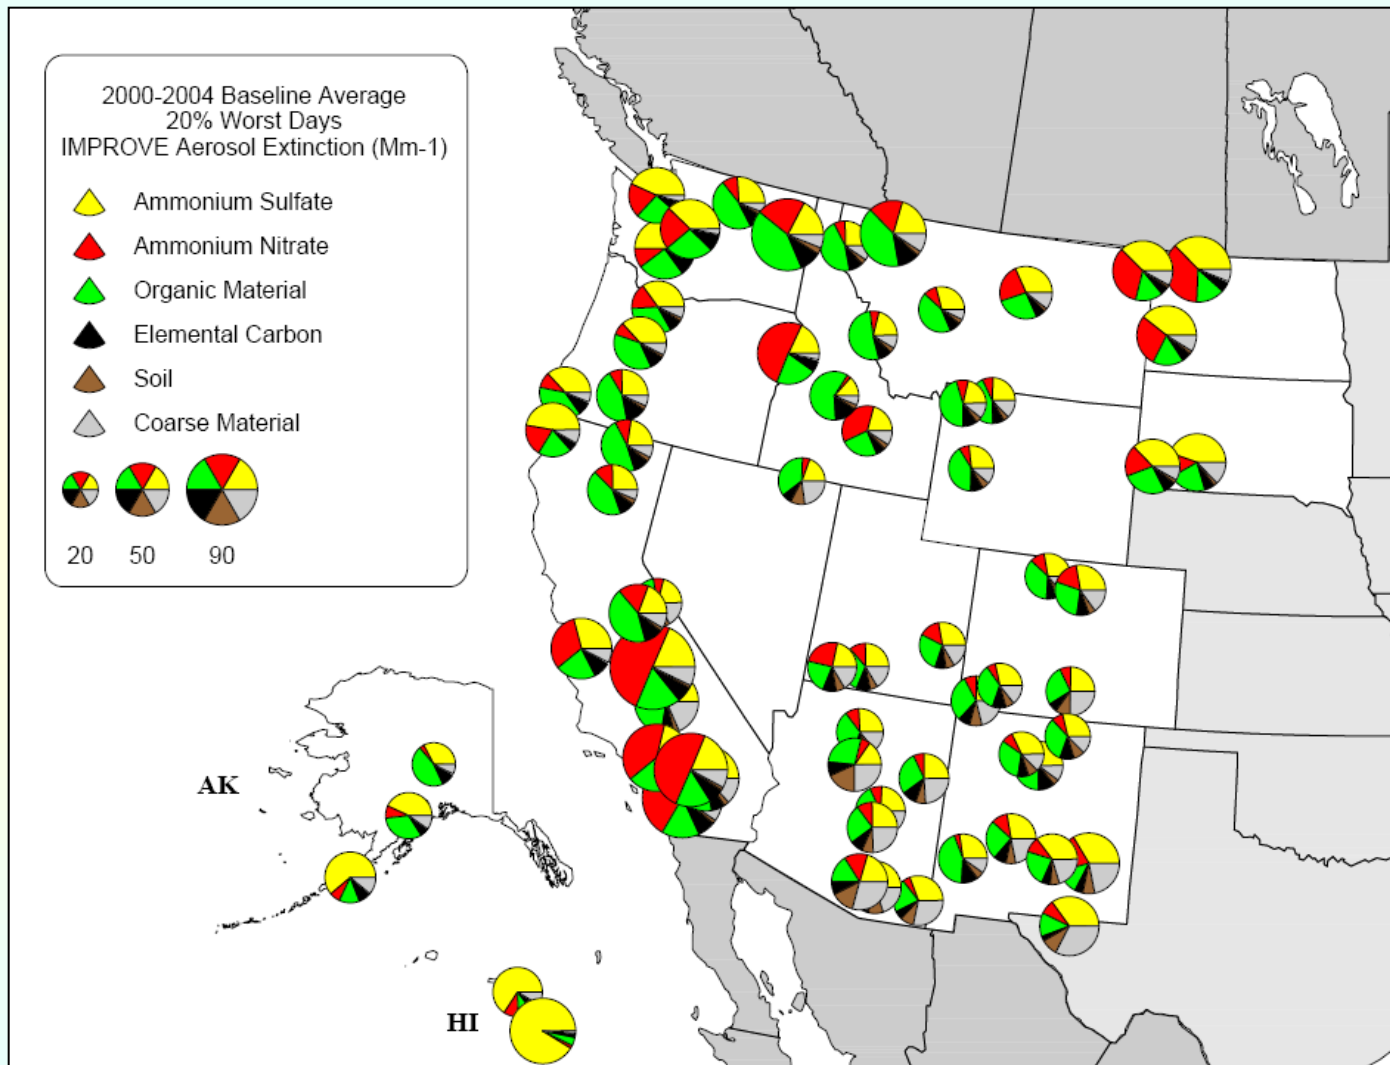 2000-2004 Baseline Average
20% Worst Days
IMPROVE Aerosol Extinction (Mm-1)
Ammonium Sulfate
Ammonium Nitrate
Organic Material
Elemental Carbon
Soil
Coarse Material
20 50 90
AK
HI